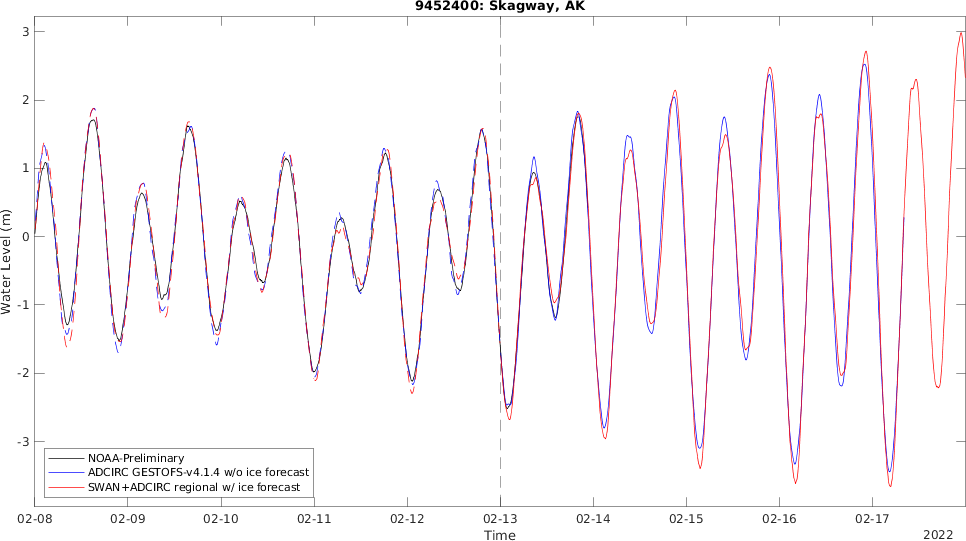 9452400: Skagway, AK
3
2
1
0
-1
-2
-3
Water Level (m)
NOAA-Preliminary
ADCIRC GESTOFS-v4.1.4 w/o ice forecast
SWAN+ADCIRC regional w/ ice forecast
02-08 02-09 02-10 02-11 02-12 02-13 02-14 02-15 02-16 02-17
Time
2022